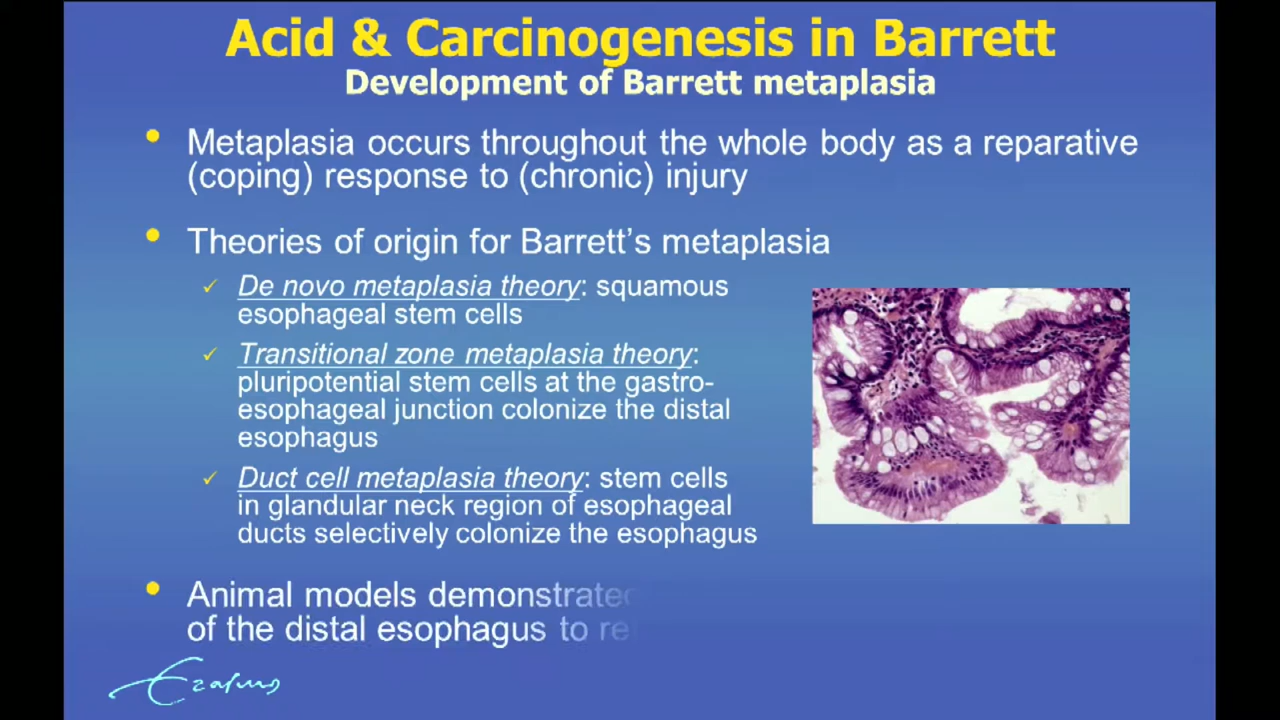 Acid & Carcinogenesis in Barrett
Development of Barrett metaplasia
• Metaplasia occurs throughout the whole body as a reparative
(coping) response to (chronic) injury
• Theories of origin for Barrett's metaplasia
✓ De novo metaplasia theory: squamous
esophageal stem cells
✓ Transitional zone metaplasia theory:
pluripotential stem cells at the gastro-
esophageal junction colonize the distal
esophagus
✓ Duct cell metaplasia theory: stem cells
in glandular neck region of esophageal
ducts selectively colonize the esophagus
• Animal models demonstrated
of the distal esophagus to
Erasmus